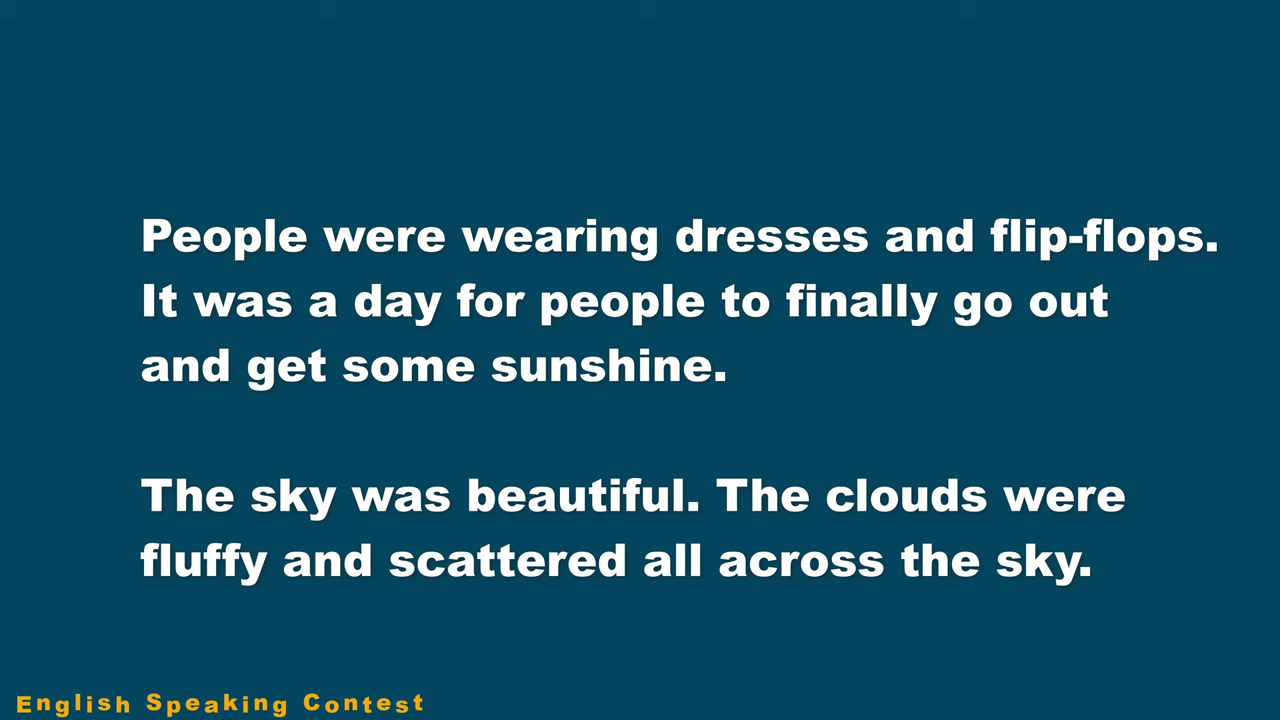 People were wearing dresses and flip-flops.
It was a day for people to finally go out
and get some sunshine.
The sky was beautiful. The clouds were
fluffy and scattered all across the sky.
English Speaking Contest